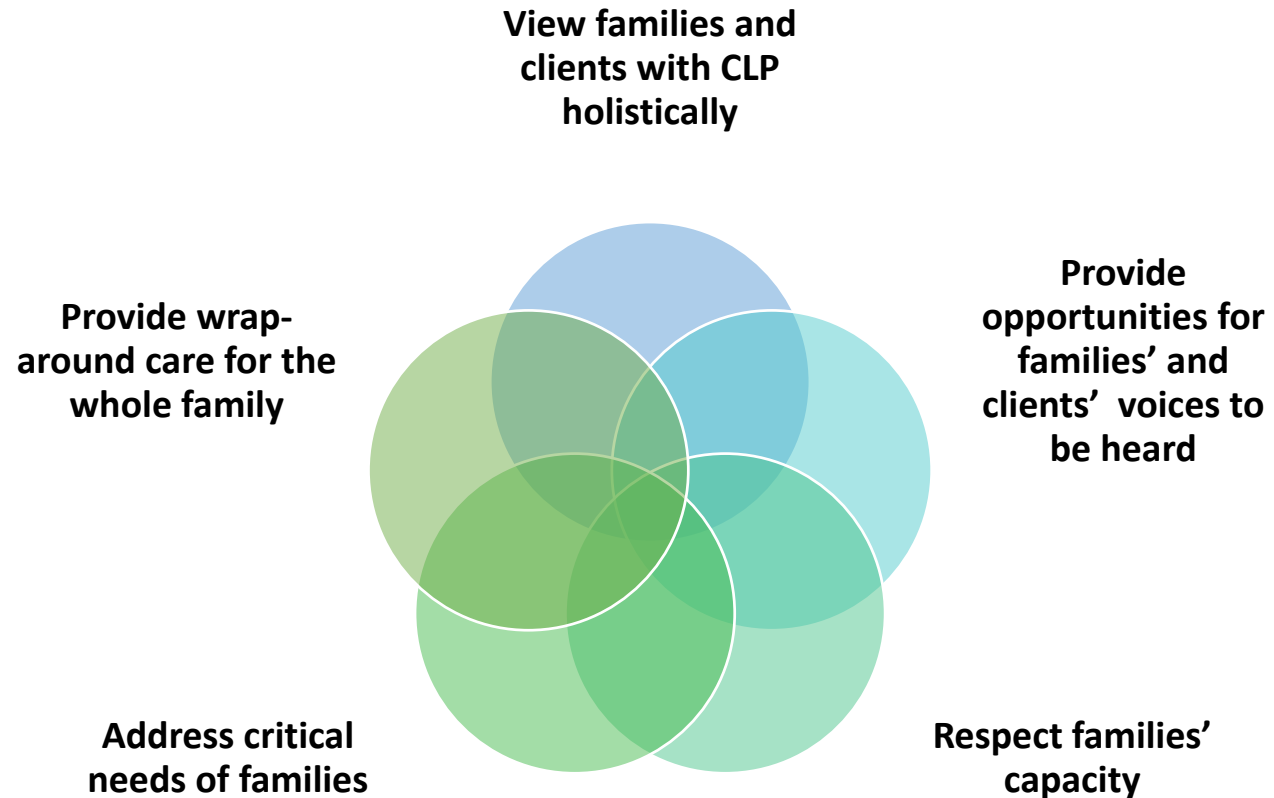 View families and
clients with CLP
holistically
Provide
opportunities for
families’ and
clients’  voices to
be heard
Respect families’
capacity
Address critical
needs of families
Provide wrap-
around care for the
whole family